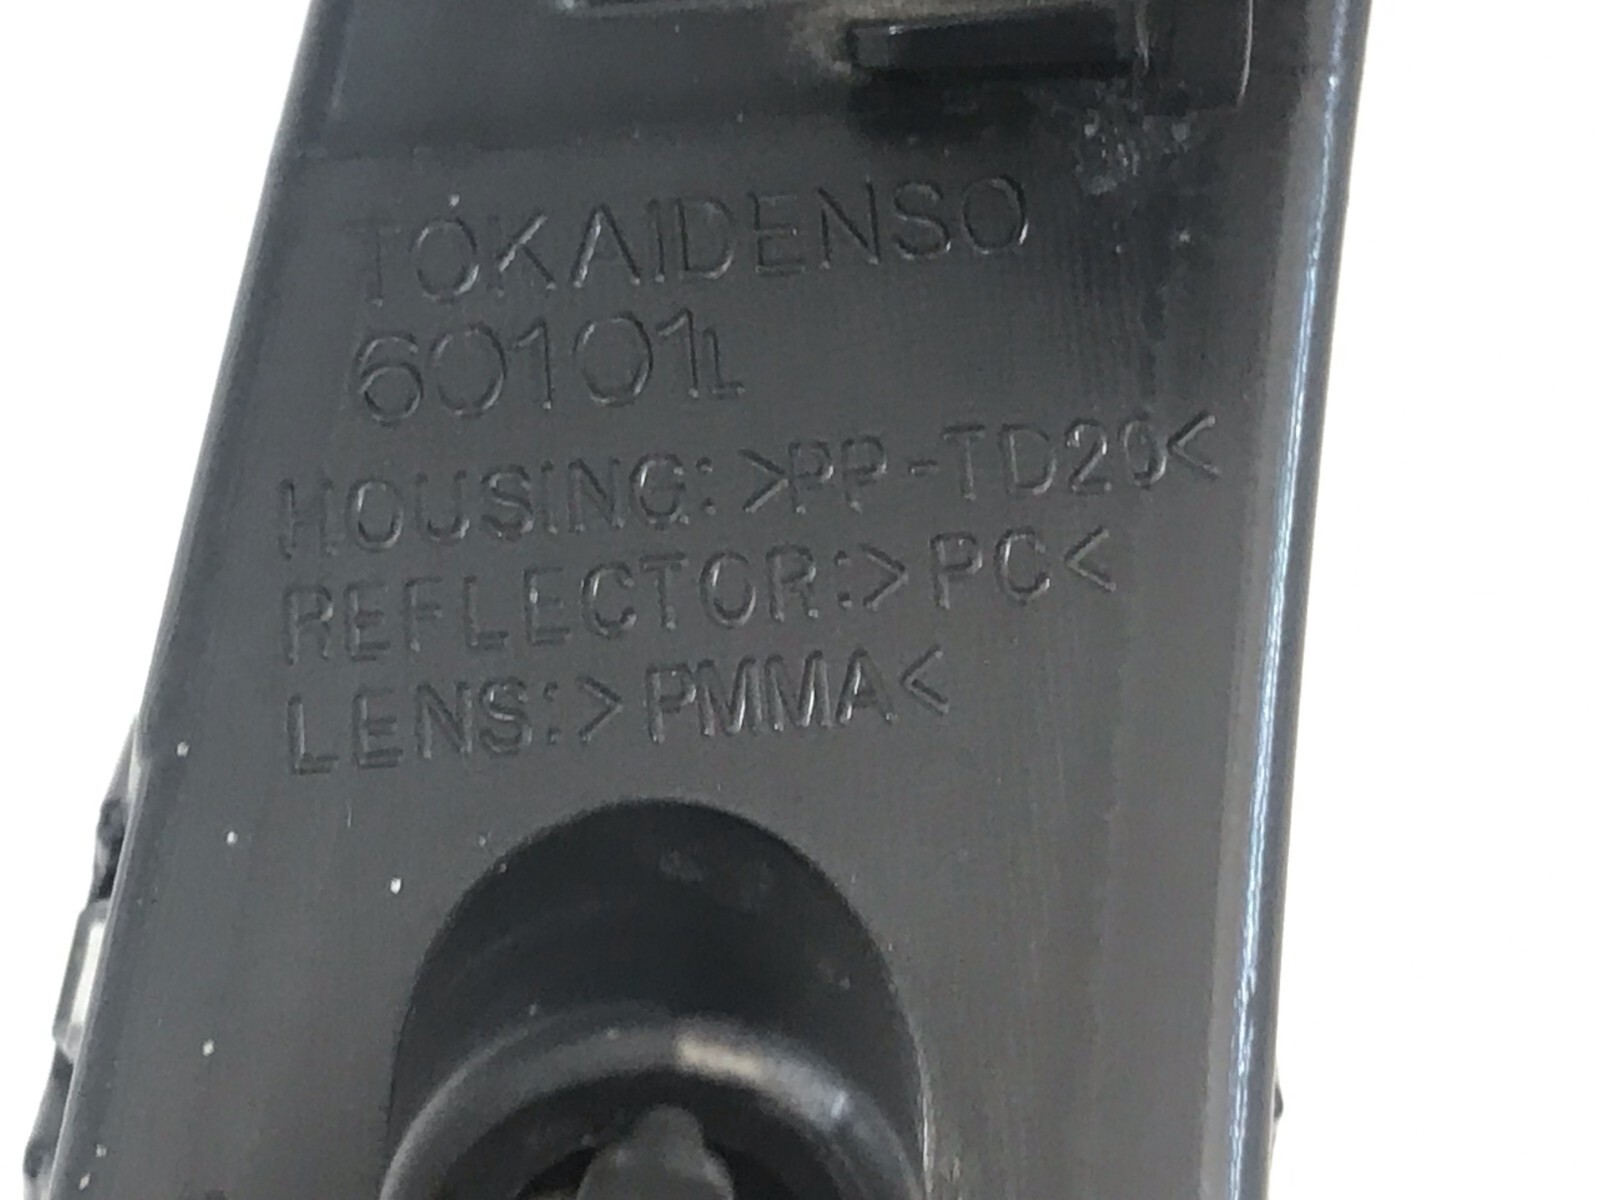 TOKAIDENSO
60101L
HOUSING:>PP-TD20<
REFLECTOR:>PC<
LENS:>PMMA<